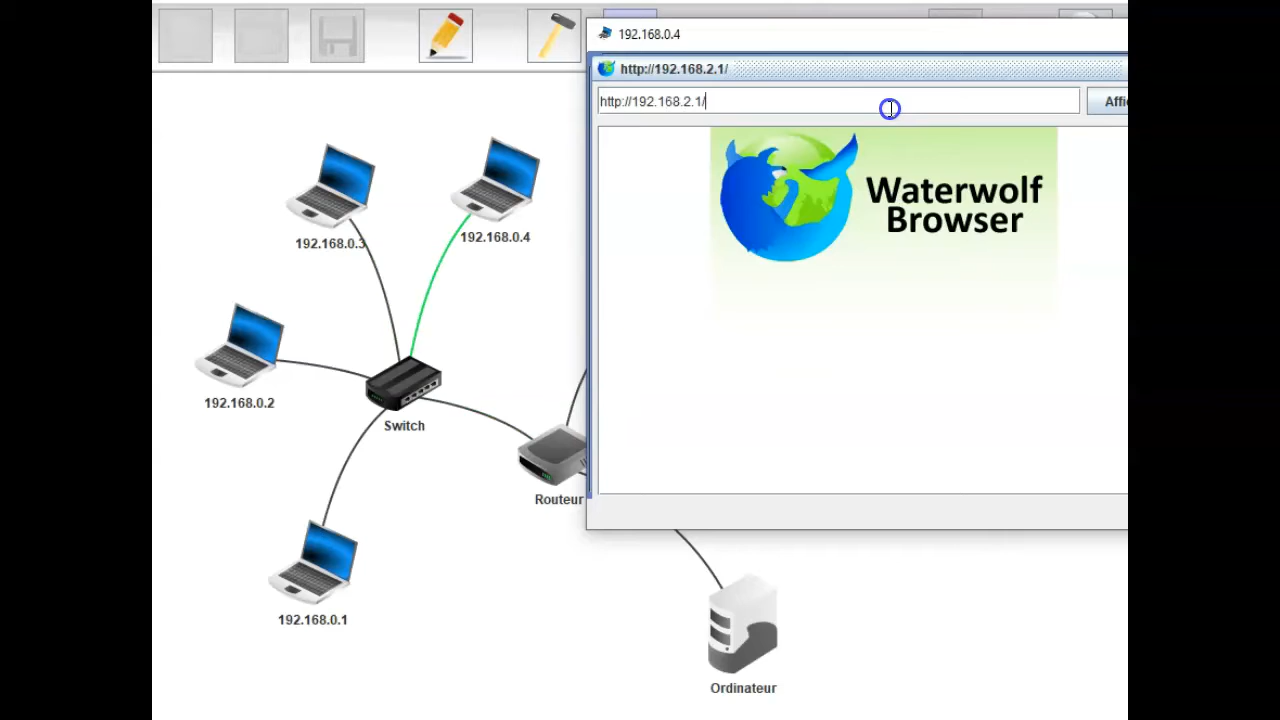 192.168.0.4
http://192.168.2.1/
http://192.168.2.1/
Waterwolf
Browser
192.168.0.3
192.168.0.4
192.168.0.2
Switch
Routeur
192.168.0.1
Ordinateur